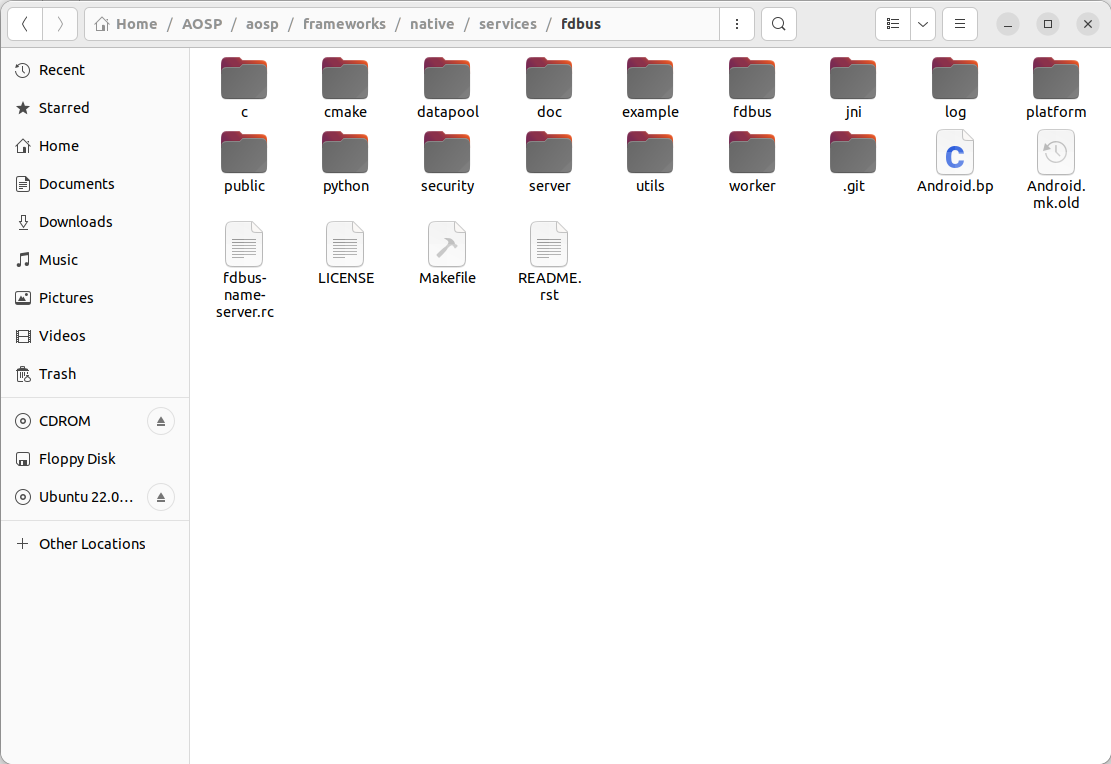 Home / AOSP / aosp / frameworks / native / services / fdbus
Recent
Starred
Home
Documents
Downloads
Music
Pictures
Videos
Trash
CDROM
Floppy Disk
Ubuntu 22.0...
Other Locations
c cmake datapool doc example fdbus jni log platform
public python security server utils worker .git Android.bp Android.
mk.old
fdbus- LICENSE Makefile README.
name- rst
server.rc